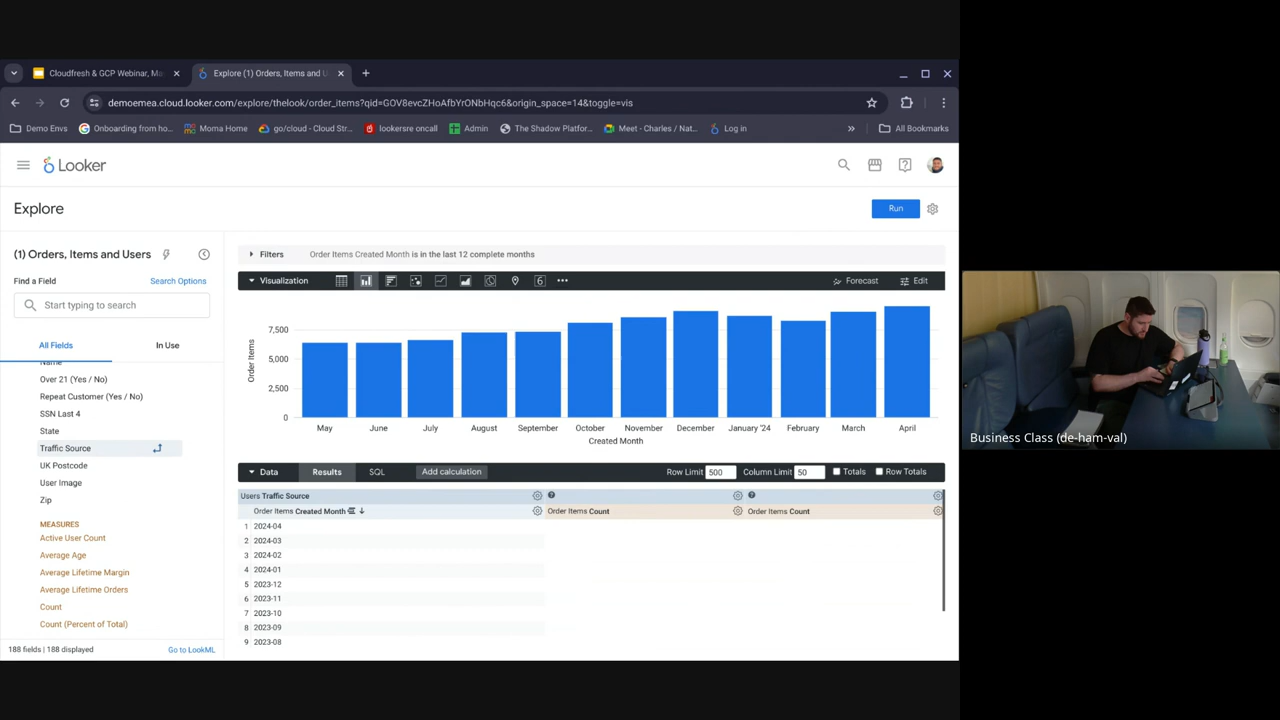 Cloudfresh & GCP Webinar, Ma
Explore (1) Orders, Items and U
demoemea.cloud.looker.com/explore/thelook/order_items?qid=GOV8evcZHoAfbYrONbHqc6&origin_space=14&toggle=vis
Demo Envs
Onboarding from ho...
Moma Home
go/cloud - Cloud Str...
lookersre oncall
Admin
The Shadow Platfor...
Meet - Charles / Nat...
Log in
All Bookmarks
Looker
Explore
Run
(1) Orders, Items and Users
Find a Field
Search Options
Start typing to search
All Fields
In Use
Name
Over 21 (Yes / No)
Repeat Customer (Yes / No)
SSN Last 4
State
Traffic Source
UK Postcode
User Image
Zip
MEASURES
Active User Count
Average Age
Average Lifetime Margin
Average Lifetime Orders
Count
Count (Percent of Total)
188 fields | 188 displayed
Go to LookML
Filters
Order Items Created Month is in the last 12 complete months
Visualization
6
Forecast
Edit
Order Items
7,500
5,000
2,500
0
May
June
July
August
September
October
November
December
January '24
February
March
April
Created Month
Data
Results
SQL
Add calculation
Row Limit 500
Column Limit 50
Totals
Row Totals
Users Traffic Source
Order Items Created Month
Order Items Count
Order Items Count
1 2024-04
2 2024-03
3 2024-02
4 2024-01
5 2023-12
6 2023-11
7 2023-10
8 2023-09
9 2023-08
Business Class (de-ham-val)